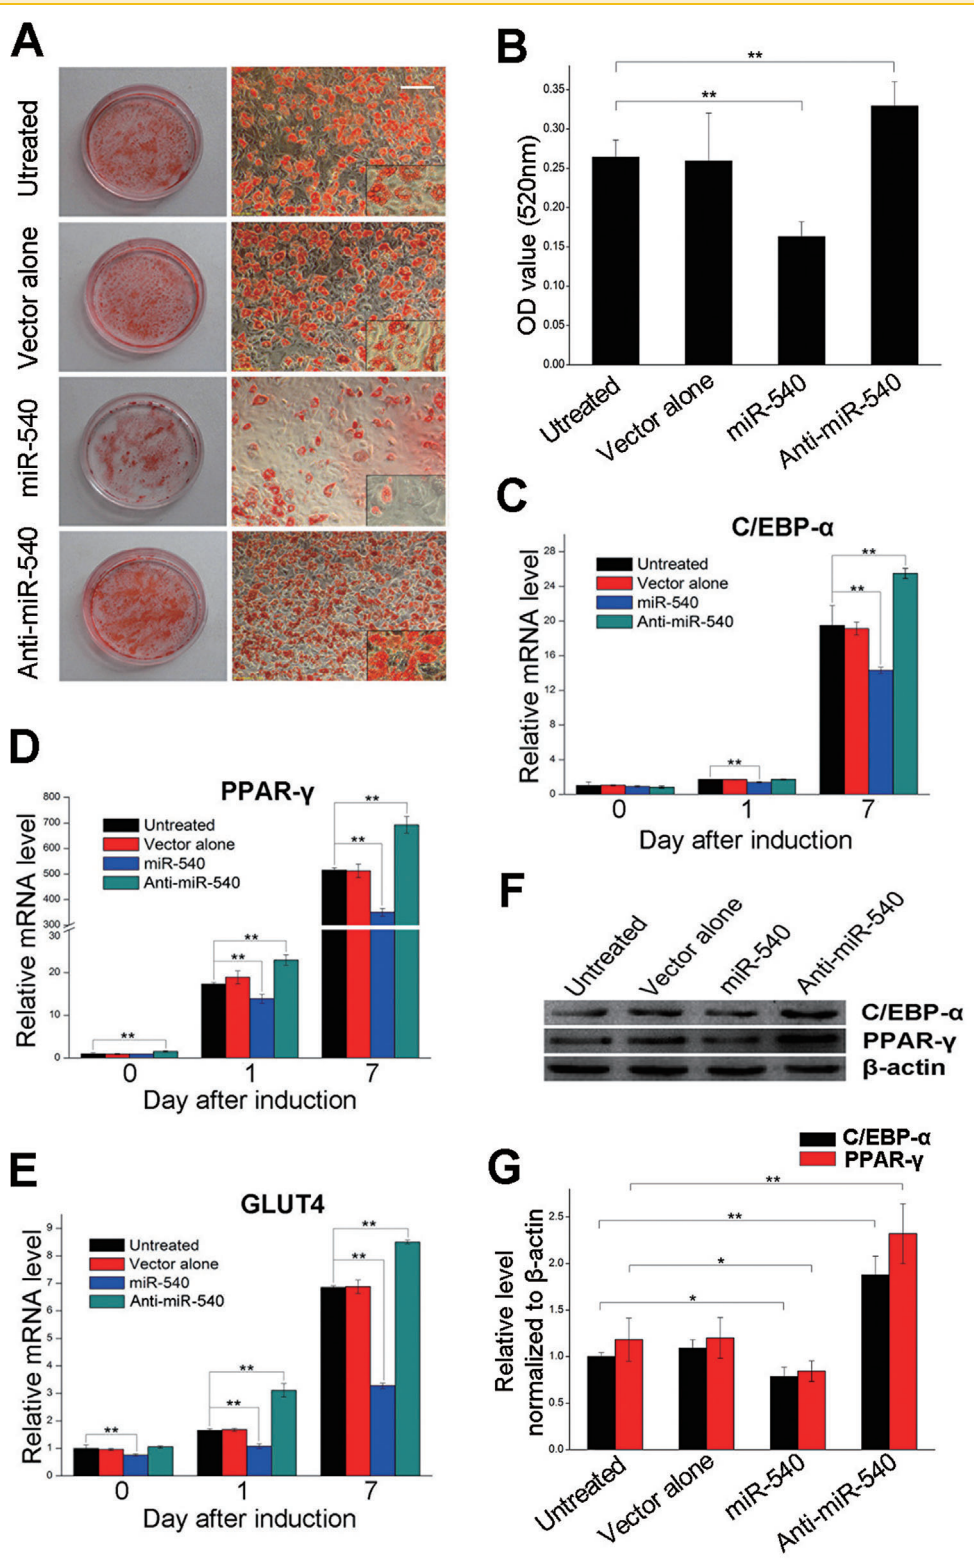 A
Utreated
Vector alone
miR-540
Anti-miR-540
B
OD value (520nm)
0.35
0.30
0.25
0.20
0.15
0.10
0.05
0.00
**
**
Utreated
Vector alone
miR-540
Anti-miR-540
C
C/EBP-α
Relative mRNA level
28
24
20
16
12
8
4
0
Untreated
Vector alone
miR-540
Anti-miR-540
**
**
**
0 1 7
Day after induction
D
PPAR-γ
Relative mRNA level
800
700
600
500
400
300
30
20
10
0
Untreated
Vector alone
miR-540
Anti-miR-540
**
**
**
**
**
0 1 7
Day after induction
F
Untreated
Vector alone
miR-540
Anti-miR-540
C/EBP-α
PPAR-γ
β-actin
E
GLUT4
Relative mRNA level
9
8
7
6
5
4
3
2
1
0
Untreated
Vector alone
miR-540
Anti-miR-540
**
**
**
**
**
0 1 7
Day after induction
G
C/EBP-α
PPAR-γ
Relative level
normalized to β-actin
2.5
2.0
1.5
1.0
0.5
0.0
**
**
*
*
Untreated
Vector alone
miR-540
Anti-miR-540